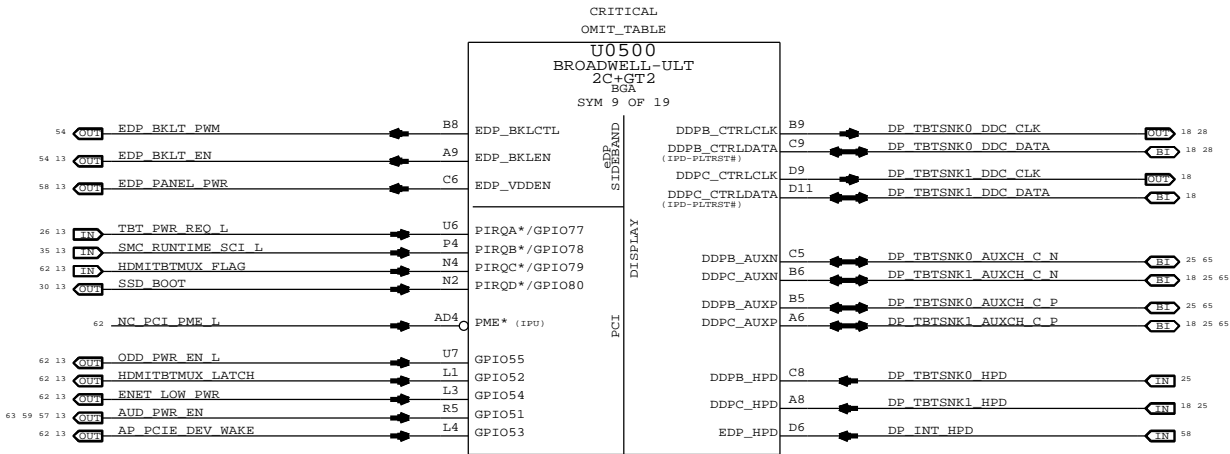 CRITICAL
OMIT_TABLE
U0500
BROADWELL-ULT
2C+GT2
BGA
SYM 9 OF 19
54 OUT EDP_BKLT_PWM B8 EDP_BKLCTL
54 13 OUT EDP_BKLT_EN A9 EDP_BKLEN
58 13 OUT EDP_PANEL_PWR C6 EDP_VDDEN
eDP SIDEBAND
26 13 IN TBT_PWR_REQ_L U6 PIRQA*/GPIO77
35 13 IN SMC_RUNTIME_SCI_L P4 PIRQB*/GPIO78
62 13 IN HDMITBTMUX_FLAG N4 PIRQC*/GPIO79
30 13 OUT SSD_BOOT N2 PIRQD*/GPIO80
62 NC_PCI_PME_L AD4 PME* (IPU)
62 13 OUT ODD_PWR_EN_L U7 GPIO55
62 13 OUT HDMITBTMUX_LATCH L1 GPIO52
62 13 OUT ENET_LOW_PWR L3 GPIO54
63 59 57 13 OUT AUD_PWR_EN R5 GPIO51
62 13 OUT AP_PCIE_DEV_WAKE L4 GPIO53
PCI
DISPLAY
DDPB_CTRLCLK B9 DP_TBTSNK0_DDC_CLK OUT 18 28
DDPB_CTRLDATA C9 DP_TBTSNK0_DDC_DATA BI 18 28
(IPD-PLTRST#)
DDPC_CTRLCLK D9 DP_TBTSNK1_DDC_CLK OUT 18
DDPC_CTRLDATA D11 DP_TBTSNK1_DDC_DATA BI 18
(IPD-PLTRST#)
DDPB_AUXN C5 DP_TBTSNK0_AUXCH_C_N BI 25 65
DDPC_AUXN B6 DP_TBTSNK1_AUXCH_C_N BI 18 25 65
DDPB_AUXP B5 DP_TBTSNK0_AUXCH_C_P BI 25 65
DDPC_AUXP A6 DP_TBTSNK1_AUXCH_C_P BI 18 25 65
DDPB_HPD C8 DP_TBTSNK0_HPD IN 25
DDPC_HPD A8 DP_TBTSNK1_HPD IN 18 25
EDP_HPD D6 DP_INT_HPD IN 58